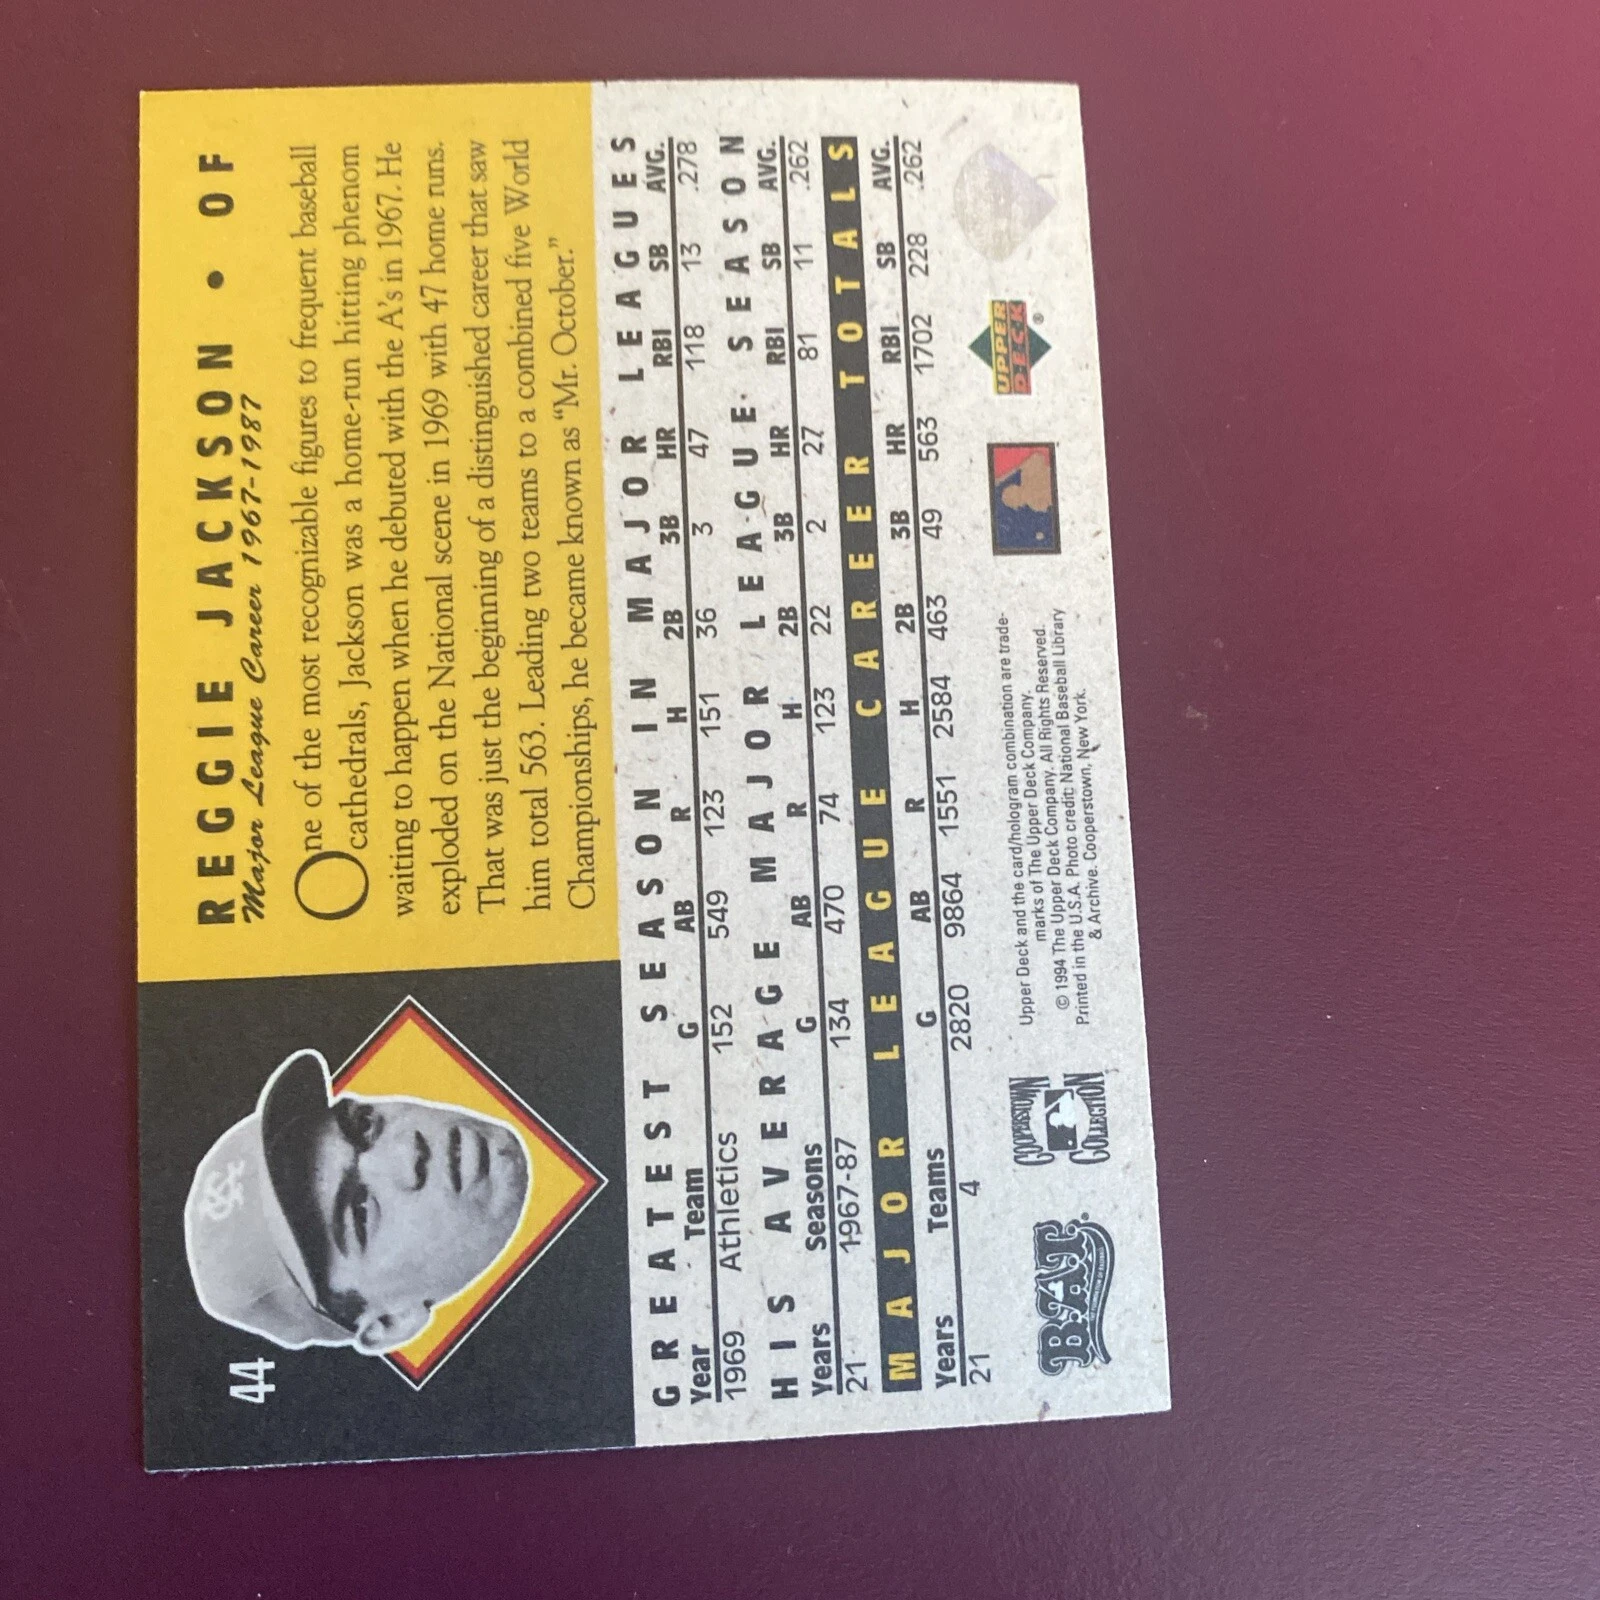 44
REGGIE JACKSON • OF
Major League Career 1967-1987
One of the most recognizable figures to frequent baseball
cathedrals, Jackson was a home-run hitting phenom
waiting to happen when he debuted with the A's in 1967. He
exploded on the National scene in 1969 with 47 home runs.
That was just the beginning of a distinguished career that saw
him total 563. Leading two teams to a combined five World
Championships, he became known as “Mr. October.”
GREATEST SEASON IN MAJOR LEAGUES
Year Team G AB R H 2B 3B HR RBI SB AVG.
1969 Athletics 152 549 123 151 36 3 47 118 13 .278
HIS AVERAGE MAJOR LEAGUE SEASON
Years Seasons G AB R H 2B 3B HR RBI SB AVG.
21 1967-87 134 470 74 123 22 2 27 81 11 .262
MAJOR LEAGUE CAREER TOTALS
Years Teams G AB R H 2B 3B HR RBI SB AVG.
21 4 2820 9864 1551 2584 463 49 563 1702 228 .262
B.A.T.®
COOPERSTOWN
COLLECTION
Upper Deck and the card/hologram combination are trade-
marks of The Upper Deck Company.
© 1994 The Upper Deck Company. All Rights Reserved.
Printed in the U.S.A. Photo credit: National Baseball Library
& Archive. Cooperstown, New York.
UPPER
DECK
®